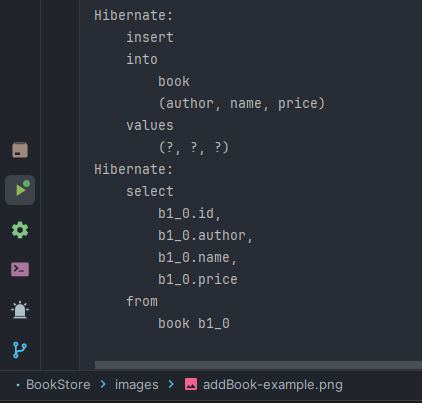 Hibernate:
    insert
    into
        book
        (author, name, price)
    values
        (?, ?, ?)
Hibernate:
    select
        b1_0.id,
        b1_0.author,
        b1_0.name,
        b1_0.price
    from
        book b1_0
BookStore > images > addBook-example.png